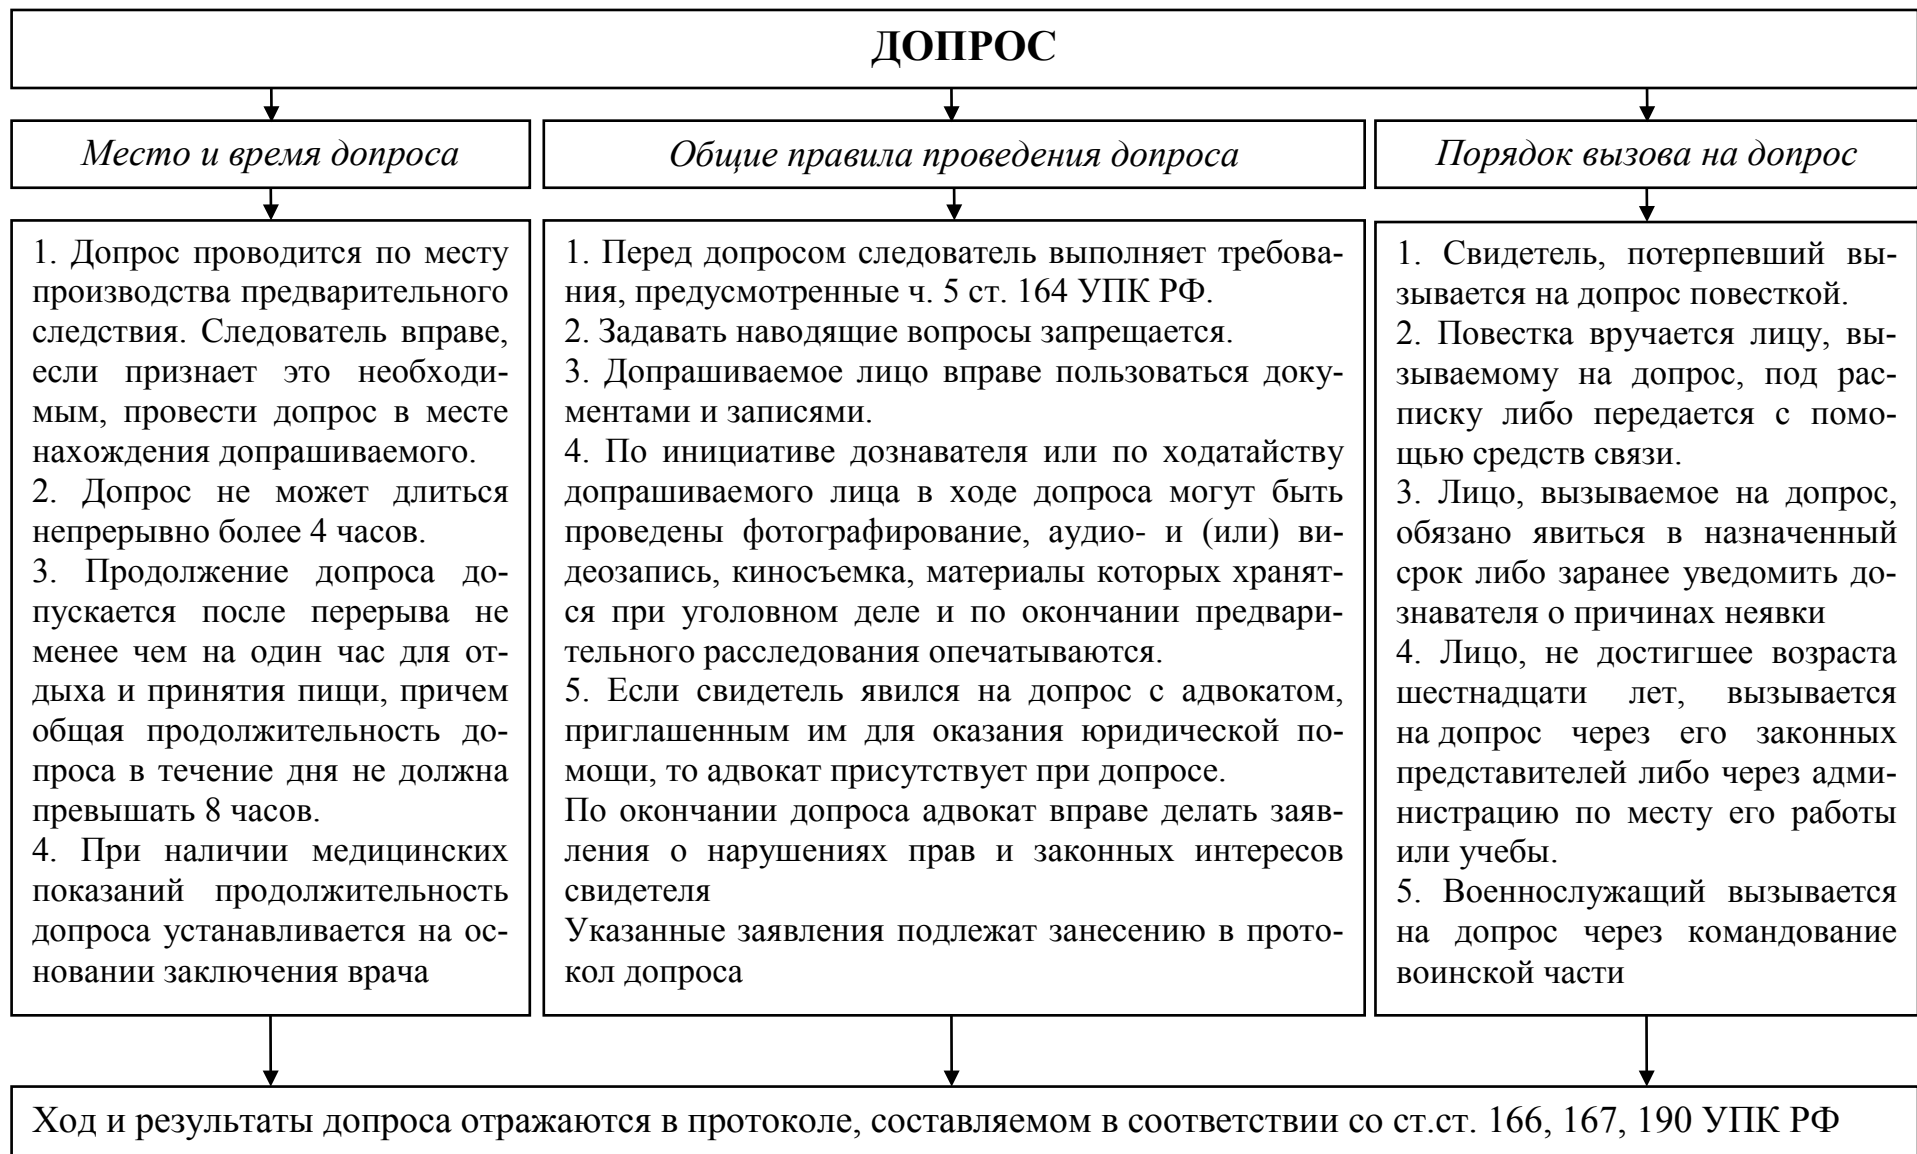 ДОПРОС
Место и время допроса
1. Допрос проводится по месту
производства предварительного
следствия. Следователь вправе,
если признает это необходи-
мым, провести допрос в месте
нахождения допрашиваемого.
2. Допрос не может длиться
непрерывно более 4 часов.
3. Продолжение допроса до-
пускается после перерыва не
менее чем на один час для от-
дыха и принятия пищи, причем
общая продолжительность до-
проса в течение дня не должна
превышать 8 часов.
4. При наличии медицинских
показаний продолжительность
допроса устанавливается на ос-
новании заключения врача
Общие правила проведения допроса
1. Перед допросом следователь выполняет требова-
ния, предусмотренные ч. 5 ст. 164 УПК РФ.
2. Задавать наводящие вопросы запрещается.
3. Допрашиваемое лицо вправе пользоваться доку-
ментами и записями.
4. По инициативе дознавателя или по ходатайству
допрашиваемого лица в ходе допроса могут быть
проведены фотографирование, аудио- и (или) ви-
деозапись, киносъемка, материалы которых хранят-
ся при уголовном деле и по окончании предвари-
тельного расследования опечатываются.
5. Если свидетель явился на допрос с адвокатом,
приглашенным им для оказания юридической по-
мощи, то адвокат присутствует при допросе.
По окончании допроса адвокат вправе делать заяв-
ления о нарушениях прав и законных интересов
свидетеля
Указанные заявления подлежат занесению в прото-
кол допроса
Порядок вызова на допрос
1. Свидетель, потерпевший вы-
зывается на допрос повесткой.
2. Повестка вручается лицу, вы-
зываемому на допрос, под рас-
писку либо передается с помо-
щью средств связи.
3. Лицо, вызываемое на допрос,
обязано явиться в назначенный
срок либо заранее уведомить до-
знавателя о причинах неявки
4. Лицо, не достигшее возраста
шестнадцати лет, вызывается
на допрос через его законных
представителей либо через адми-
нистрацию по месту его работы
или учебы.
5. Военнослужащий вызывается
на допрос через командование
воинской части
Ход и результаты допроса отражаются в протоколе, составляемом в соответствии со ст.ст. 166, 167, 190 УПК РФ